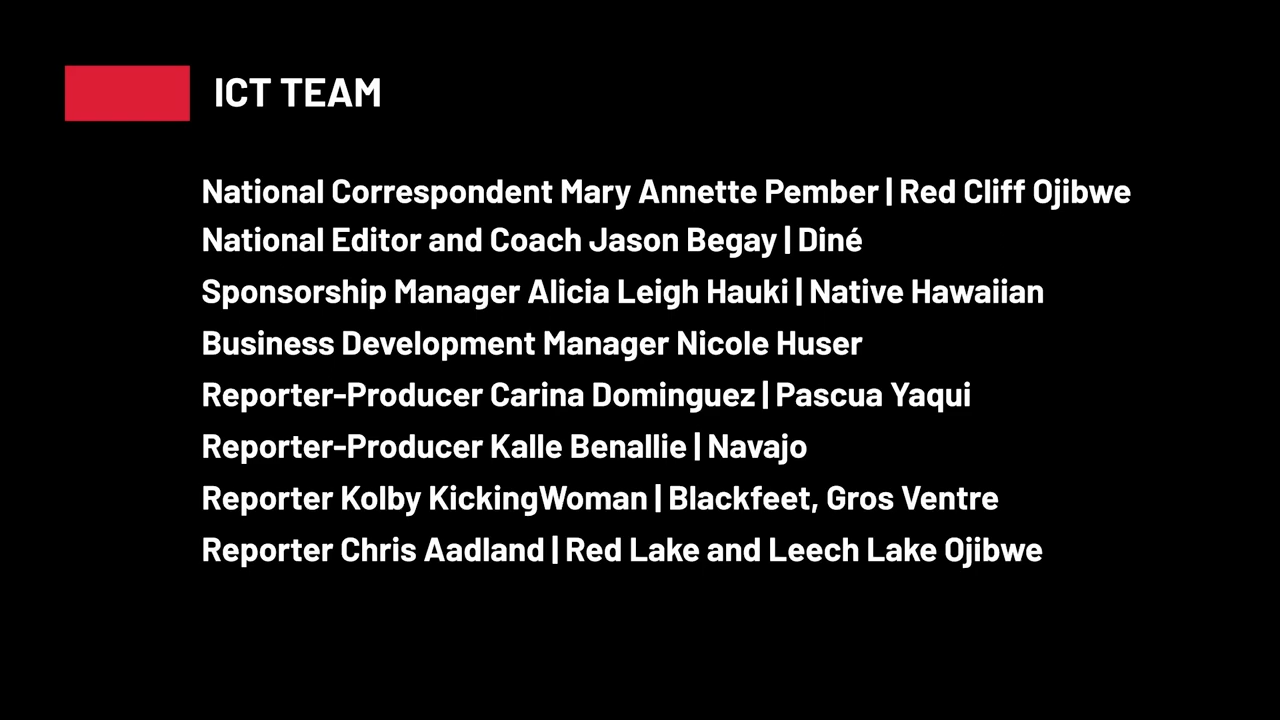 ICT TEAM
National Correspondent Mary Annette Pember | Red Cliff Ojibwe
National Editor and Coach Jason Begay | Diné
Sponsorship Manager Alicia Leigh Hauki | Native Hawaiian
Business Development Manager Nicole Huser
Reporter-Producer Carina Dominguez | Pascua Yaqui
Reporter-Producer Kalle Benallie | Navajo
Reporter Kolby KickingWoman | Blackfeet, Gros Ventre
Reporter Chris Aadland | Red Lake and Leech Lake Ojibwe